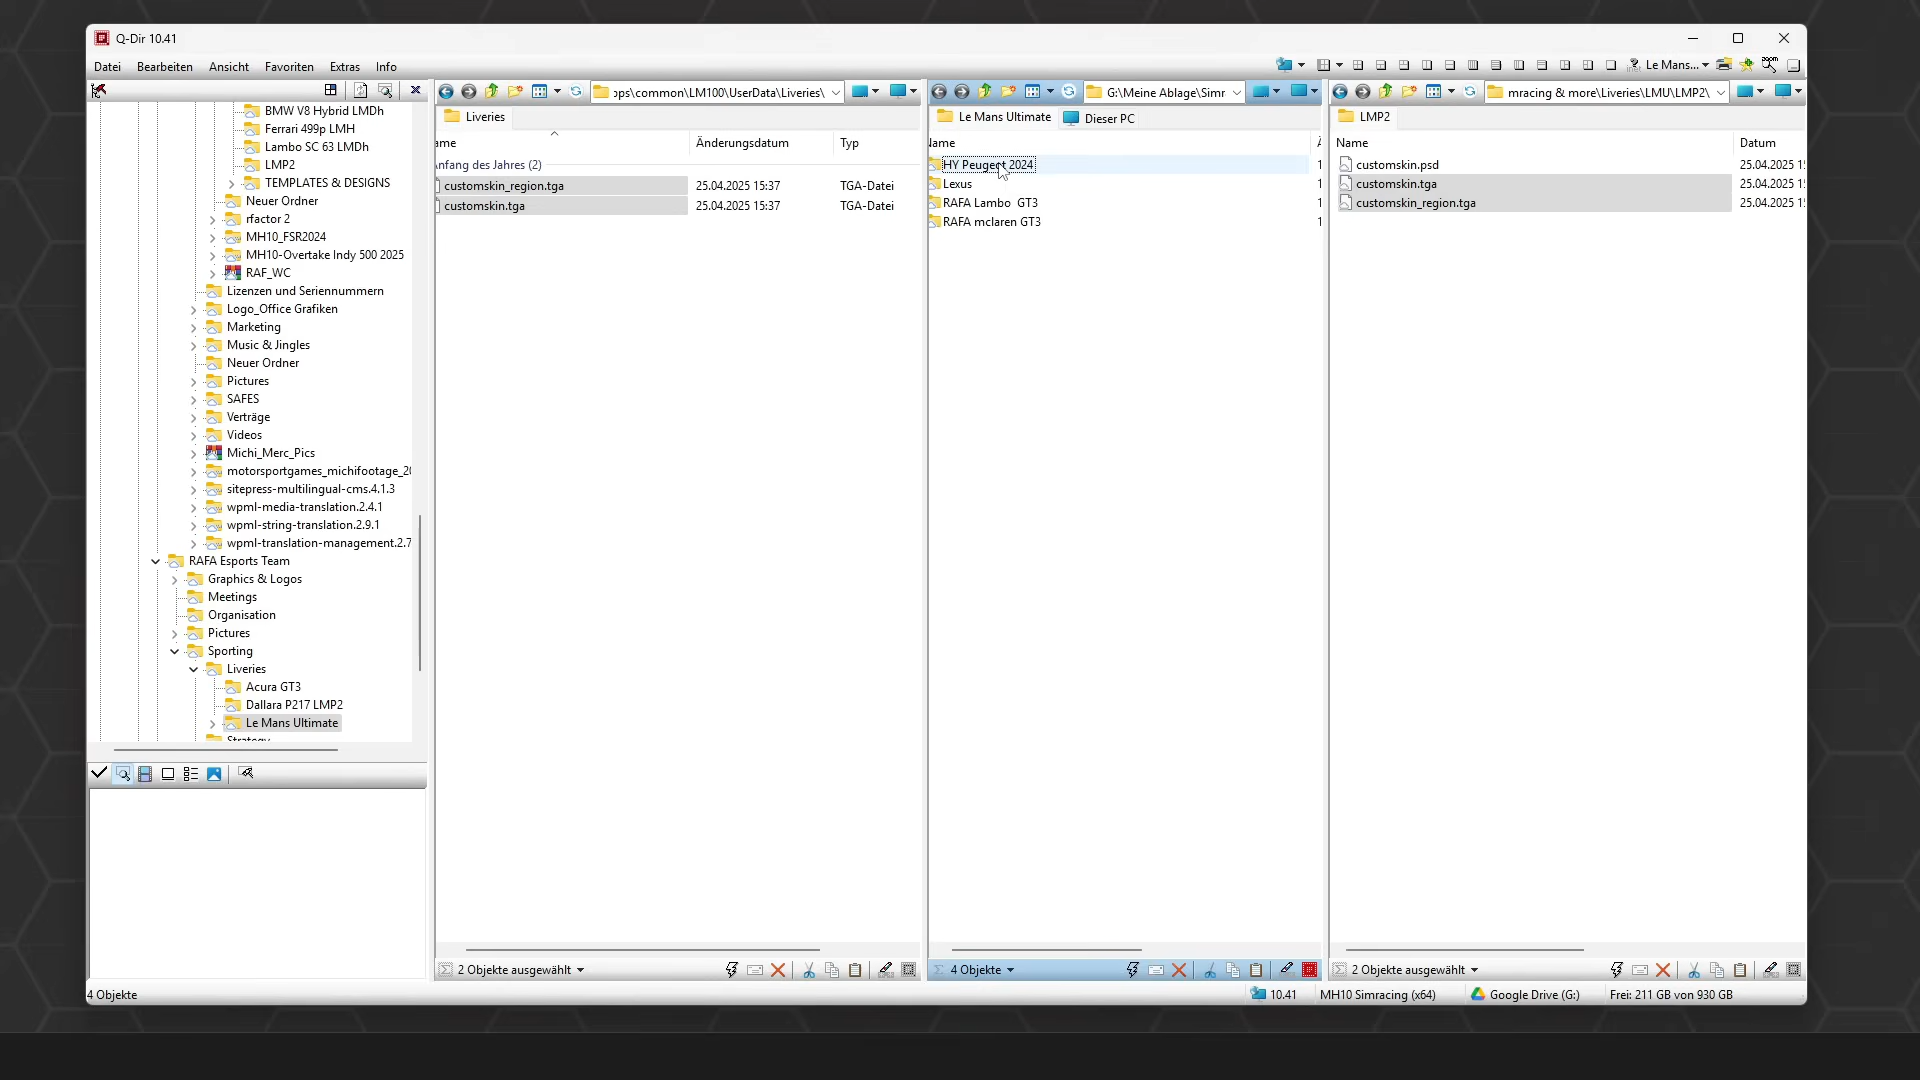 Q-Dir 10.41
Datei Bearbeiten Ansicht Favoriten Extras Info
Le Mans...
BMW V8 Hybrid LMDh
Ferrari 499p LMH
Lambo SC 63 LMDh
LMP2
TEMPLATES & DESIGNS
Neuer Ordner
rfactor 2
MH10_FSR2024
MH10-Overtake Indy 500 2025
RAF_WC
Lizenzen und Seriennummern
Logo_Office Grafiken
Marketing
Music & Jingles
Neuer Ordner
Pictures
SAFES
Verträge
Videos
Michi_Merc_Pics
motorsportgames_michifootage_20
sitepress-multilingual-cms.4.1.3
wpml-media-translation.2.4.1
wpml-string-translation.2.9.1
wpml-translation-management.2.7
RAFA Esports Team
Graphics & Logos
Meetings
Organisation
Pictures
Sporting
Liveries
Acura GT3
Dallara P217 LMP2
Le Mans Ultimate
Strategy
pps\common\LM100\UserData\Liveries\
Liveries
ame Änderungsdatum Typ
nfang des Jahres (2)
customskin_region.tga 25.04.2025 15:37 TGA-Datei
customskin.tga 25.04.2025 15:37 TGA-Datei
2 Objekte ausgewählt
G:\Meine Ablage\Simr
Le Mans Ultimate Dieser PC
Name
HY Peugeot 2024
Lexus
RAFA Lambo GT3
RAFA mclaren GT3
4 Objekte
mracing & more\Liveries\LMU\LMP2\
LMP2
Name Datum
customskin.psd 25.04.2025 15
customskin.tga 25.04.2025 15
customskin_region.tga 25.04.2025 15
2 Objekte ausgewählt
4 Objekte
10.41 MH10 Simracing (x64) Google Drive (G:) Frei: 211 GB von 930 GB